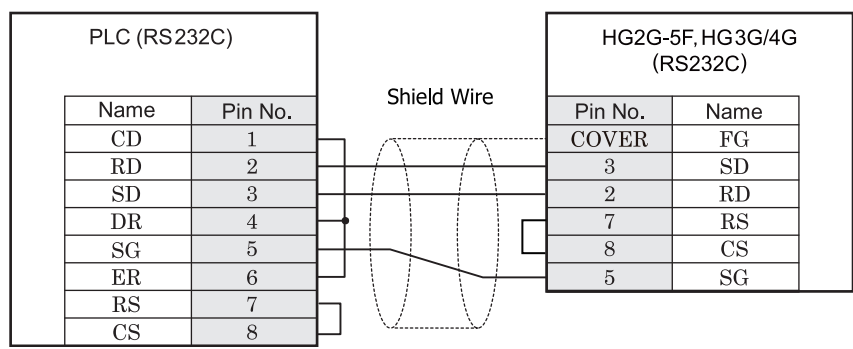 PLC (RS232C)
Name Pin No.
CD 1
RD 2
SD 3
DR 4
SG 5
ER 6
RS 7
CS 8
Shield Wire
HG2G-5F, HG3G/4G
(RS232C)
Pin No. Name
COVER FG
3 SD
2 RD
7 RS
8 CS
5 SG